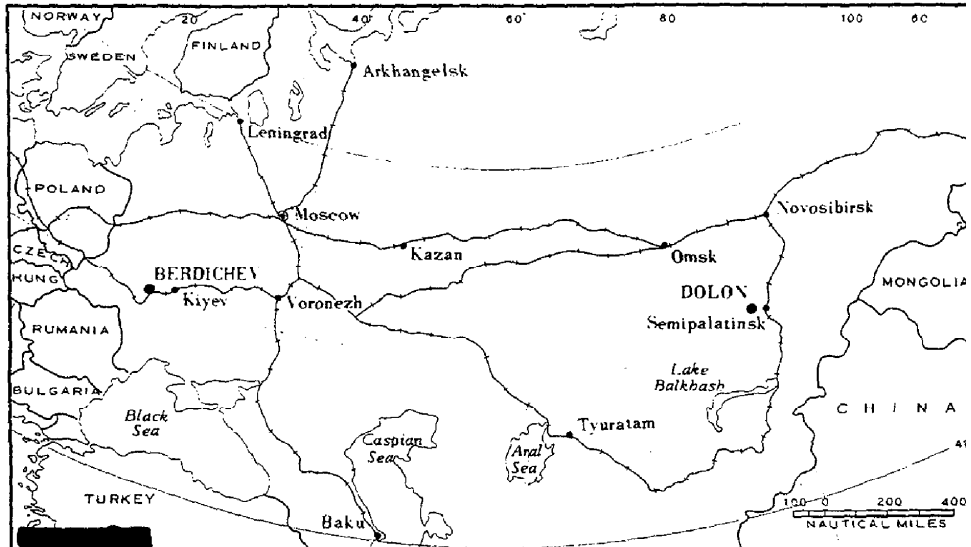 NORWAY
20
40
60
80
100
60
FINLAND
SWEDEN
Arkhangelsk
Leningrad
POLAND
Moscow
Novosibirsk
Kazan
Omsk
CZECH
BERDICHEV
MONGOLIA
HUNG
Kiyev
Voronezh
DOLON
Semipalatinsk
RUMANIA
Lake
Balkhash
BULGARIA
Black
Sea
Caspian
Sea
Aral
Sea
Tyuratam
CHINA
TURKEY
Baku
100 0 200 400
NAUTICAL MILES